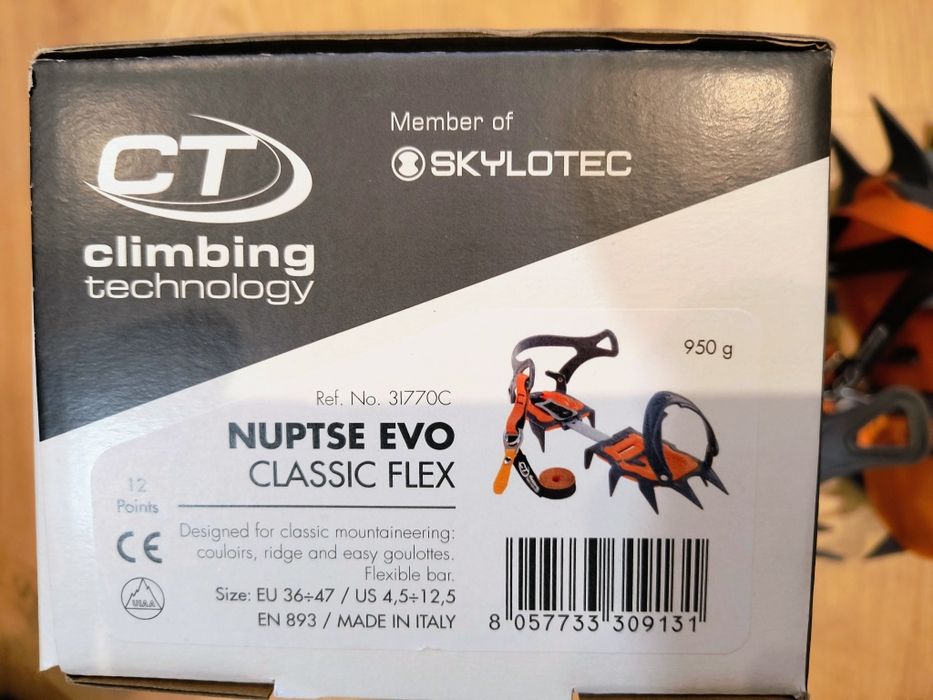 CT
climbing
technology
Member of
SKYLOTEC
950 g
Ref. No. 3I770C
NUPTSE EVO
CLASSIC FLEX
12
Points
CE
UIAA
Designed for classic mountaineering:
couloirs, ridge and easy goulottes.
Flexible bar.
Size: EU 36÷47 / US 4,5÷12,5
EN 893 / MADE IN ITALY
8 057733 309131